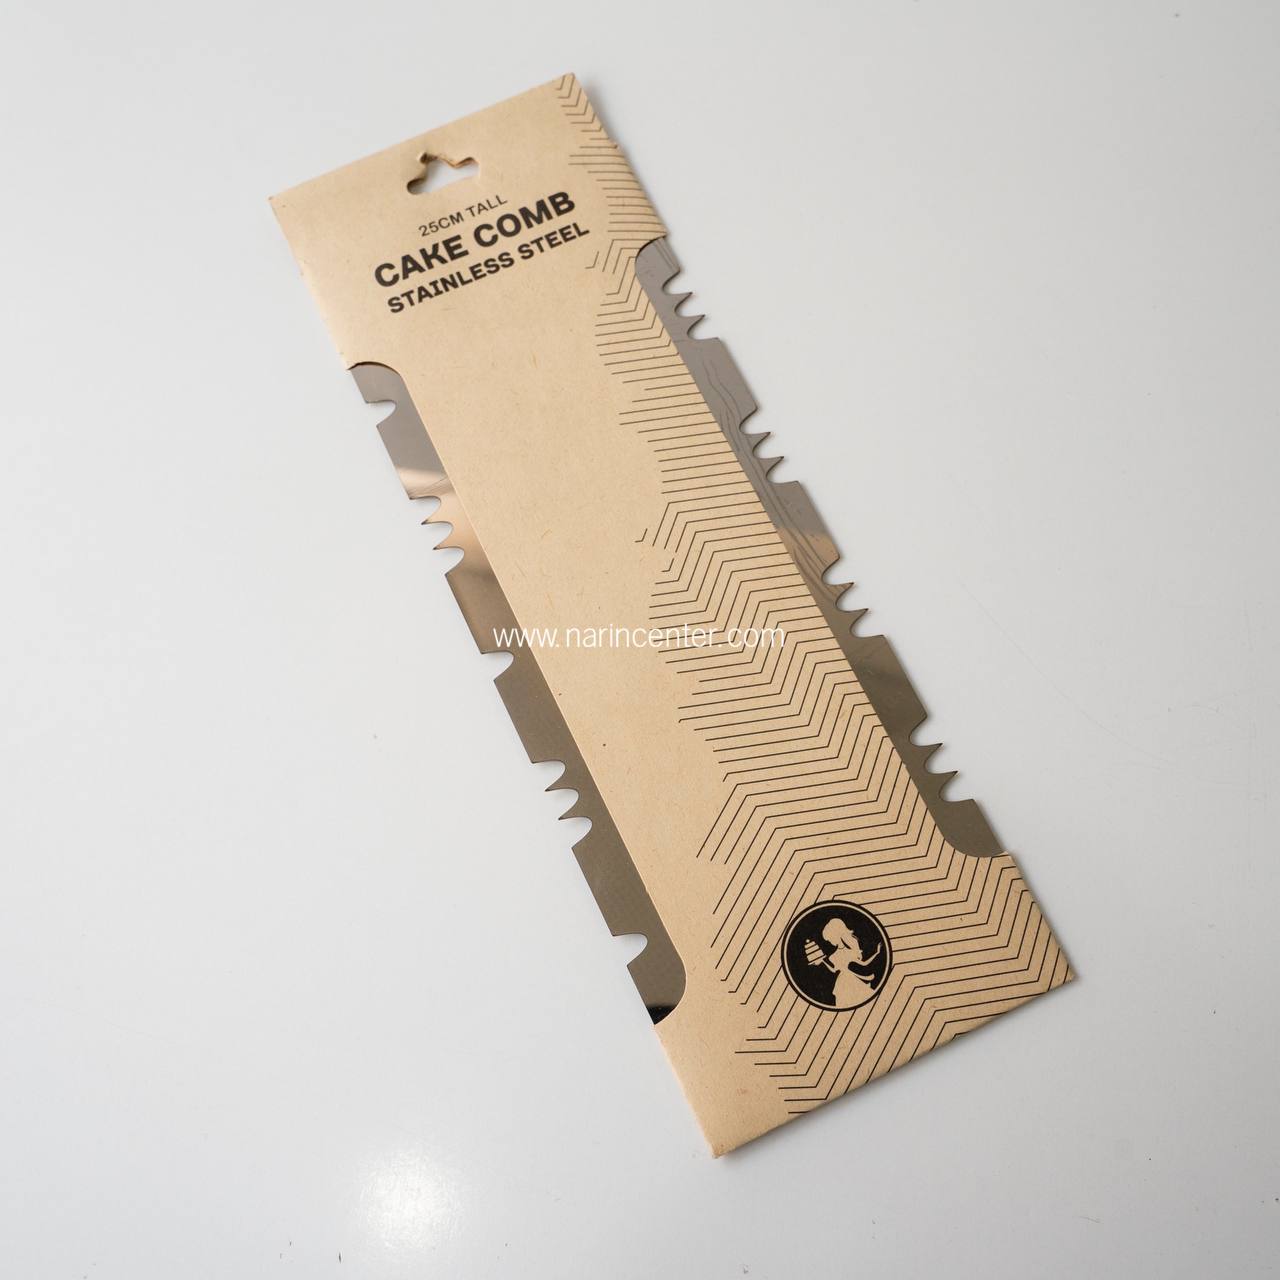 25CM TALL
CAKE COMB
STAINLESS STEEL
www.narincenter.com